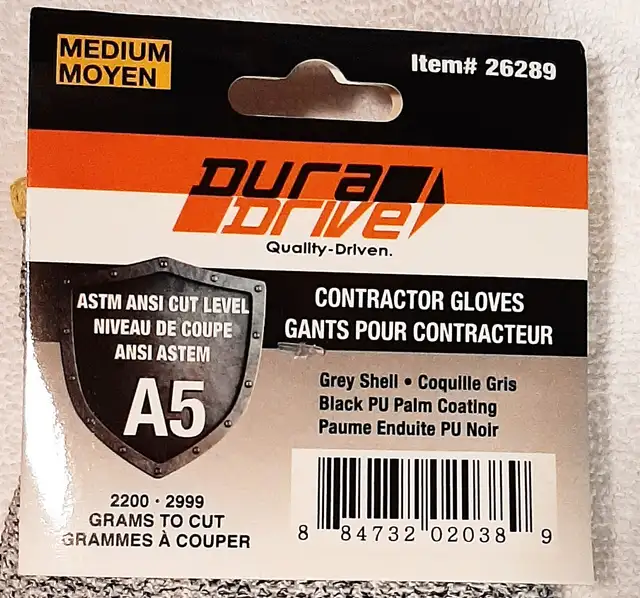 MEDIUM
MOYEN
Item# 26289
DURA
DRIVE
Quality-Driven.
ASTM ANSI CUT LEVEL
NIVEAU DE COUPE
ANSI ASTEM
A5
2200 · 2999
GRAMS TO CUT
GRAMMES À COUPER
CONTRACTOR GLOVES
GANTS POUR CONTRACTEUR
Grey Shell • Coquille Gris
Black PU Palm Coating
Paume Enduite PU Noir
8 84732 02038 9